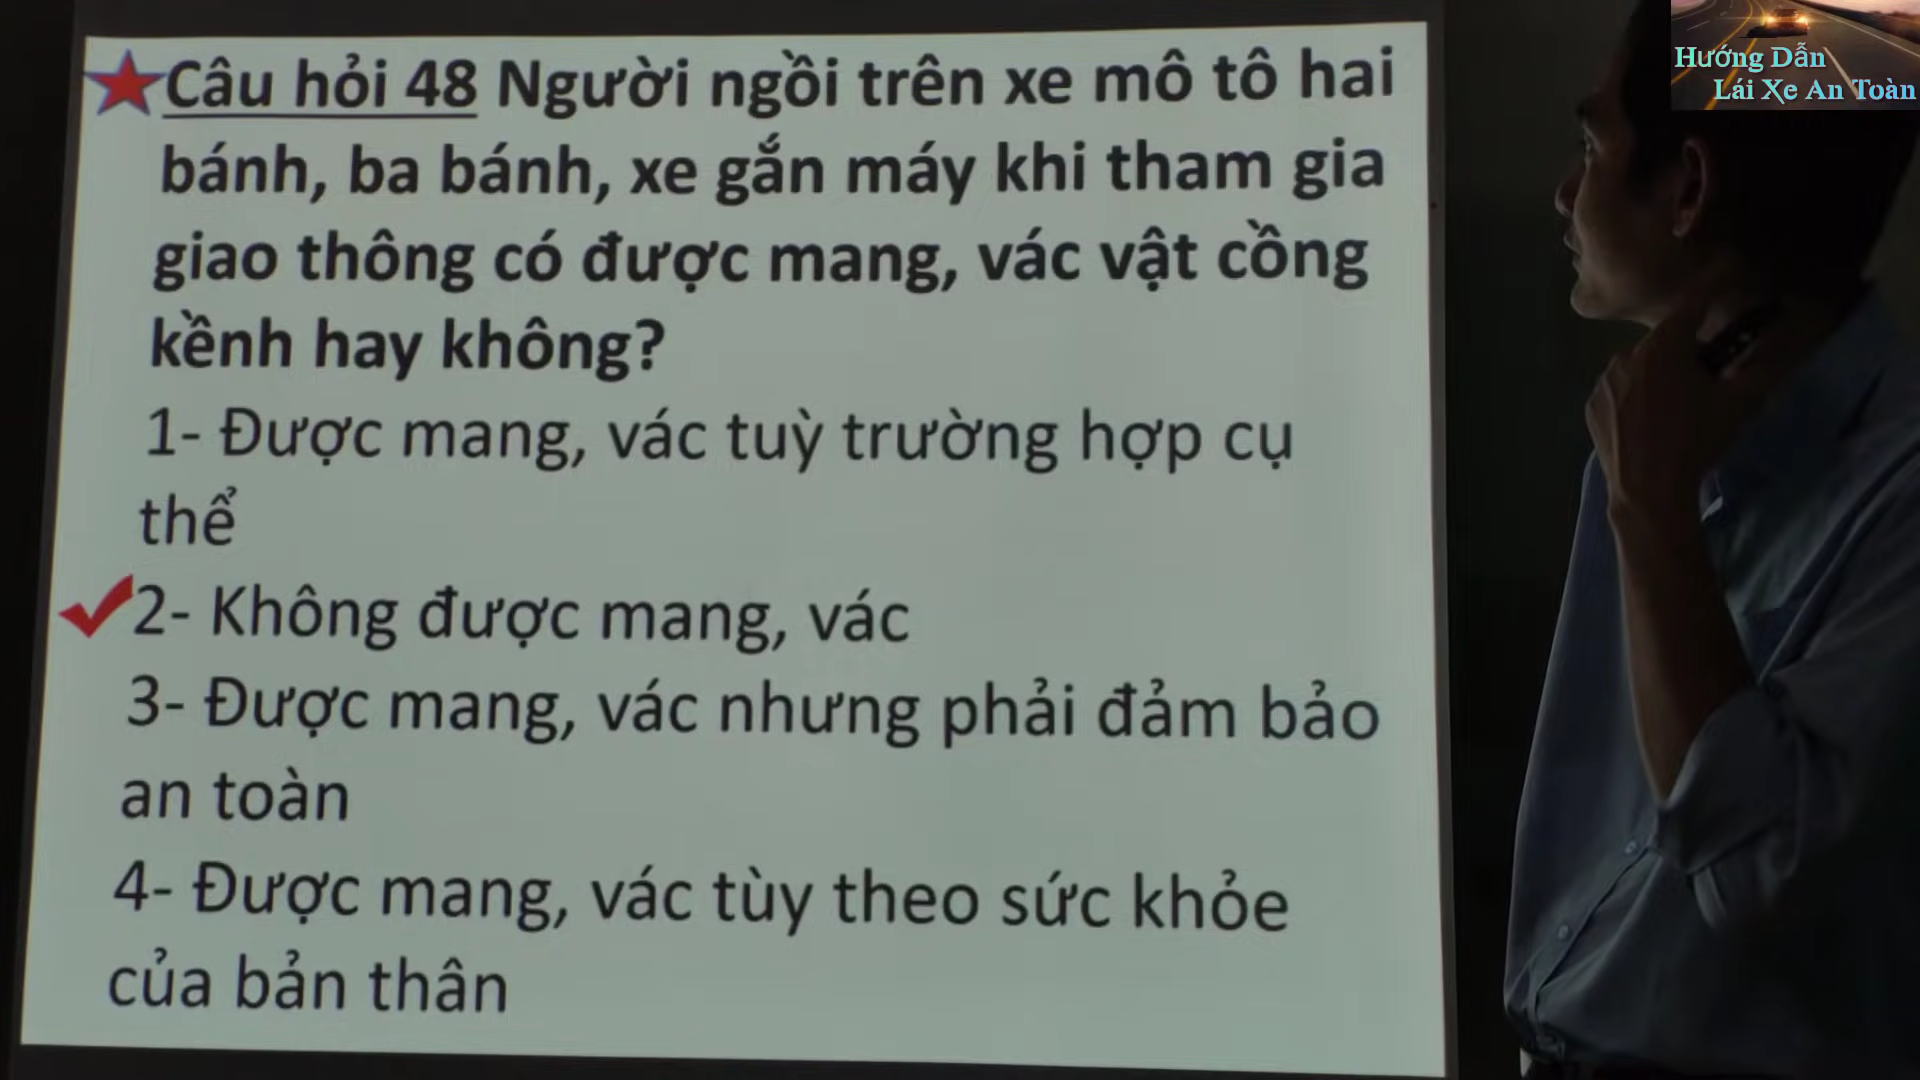 Câu hỏi 48 Người ngồi trên xe mô tô hai
bánh, ba bánh, xe gắn máy khi tham gia
giao thông có được mang, vác vật cồng
kềnh hay không?
1- Được mang, vác tuỳ trường hợp cụ
thể
2- Không được mang, vác
3- Được mang, vác nhưng phải đảm bảo
an toàn
4- Được mang, vác tùy theo sức khỏe
của bản thân
Hướng Dẫn
Lái Xe An Toàn